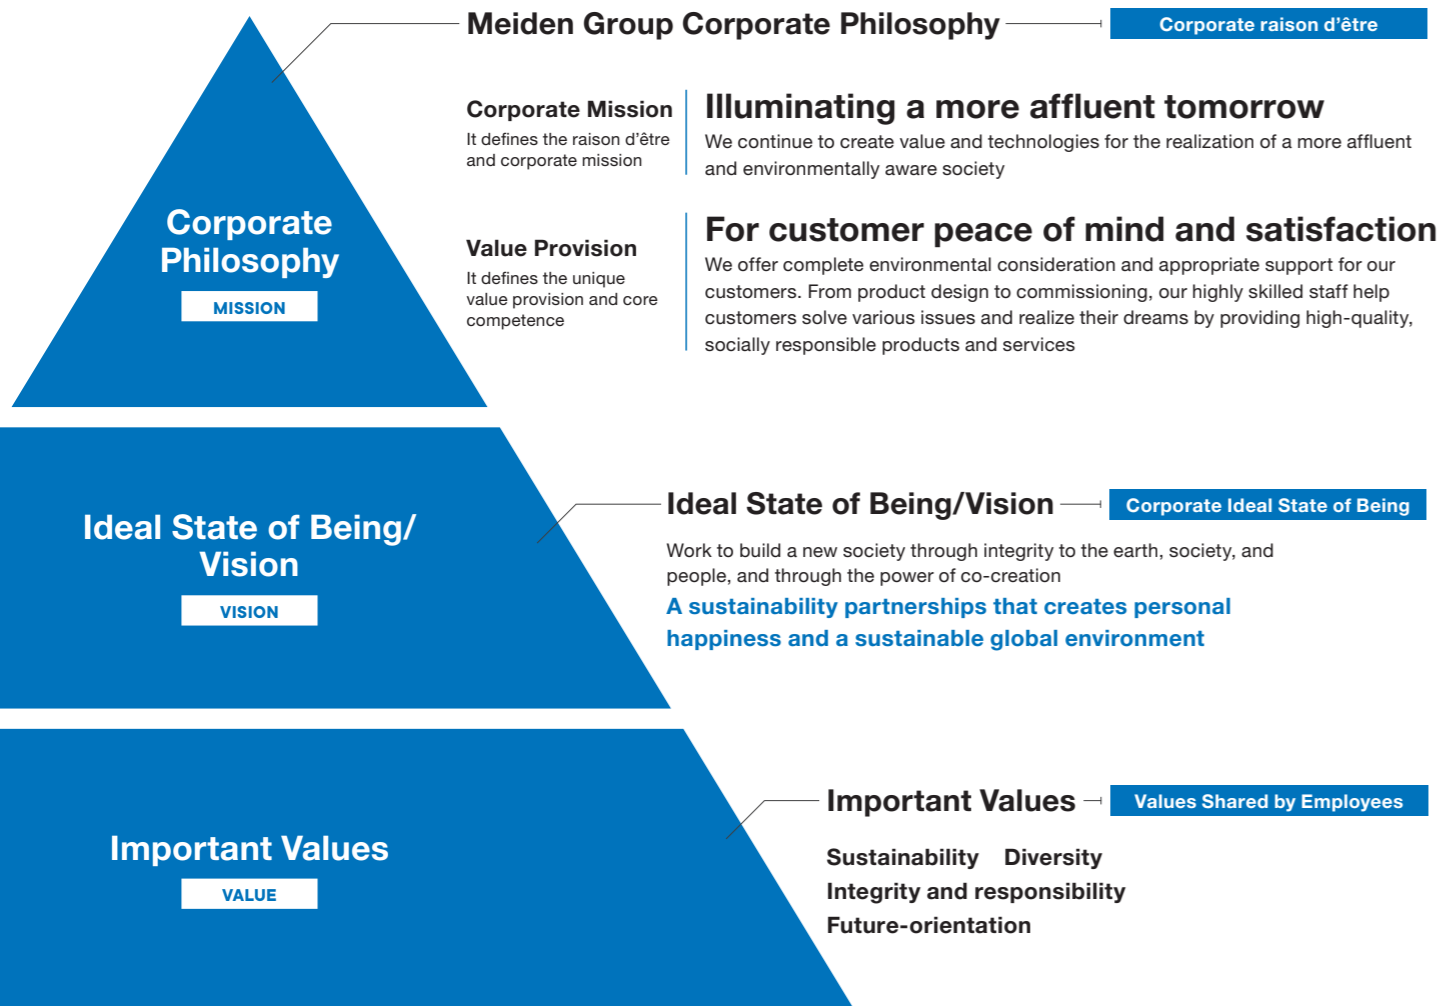 Meiden Group Corporate Philosophy
Corporate raison d’être
Corporate Mission
It defines the raison d’être
and corporate mission
Illuminating a more affluent tomorrow
We continue to create value and technologies for the realization of a more affluent
and environmentally aware society
Corporate
Philosophy
MISSION
Value Provision
It defines the unique
value provision and core
competence
For customer peace of mind and satisfaction
We offer complete environmental consideration and appropriate support for our
customers. From product design to commissioning, our highly skilled staff help
customers solve various issues and realize their dreams by providing high-quality,
socially responsible products and services
Ideal State of Being/
Vision
VISION
Ideal State of Being/Vision
Corporate Ideal State of Being
Work to build a new society through integrity to the earth, society, and
people, and through the power of co-creation
A sustainability partnerships that creates personal
happiness and a sustainable global environment
Important Values
VALUE
Important Values
Values Shared by Employees
Sustainability Diversity
Integrity and responsibility
Future-orientation